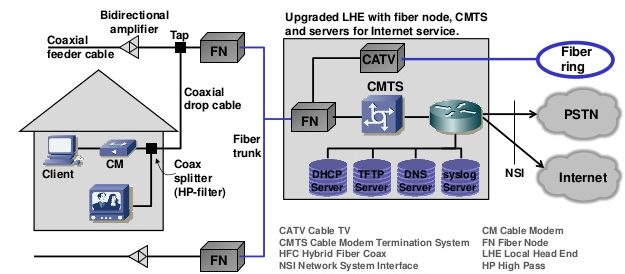 Bidirectional
amplifier
Coaxial
feeder cable
Tap
FN
Coaxial
drop cable
Client
CM
Coax
splitter
(HP-filter)
Fiber
trunk
FN
Upgraded LHE with fiber node, CMTS
and servers for Internet service.
CATV
CMTS
FN
DHCP
Server
TFTP
Server
DNS
Server
syslog
Server
Fiber
ring
PSTN
NSI
Internet
CATV Cable TV
CMTS Cable Modem Termination System
HFC Hybrid Fiber Coax
NSI Network System Interface
CM Cable Modem
FN Fiber Node
LHE Local Head End
HP High Pass